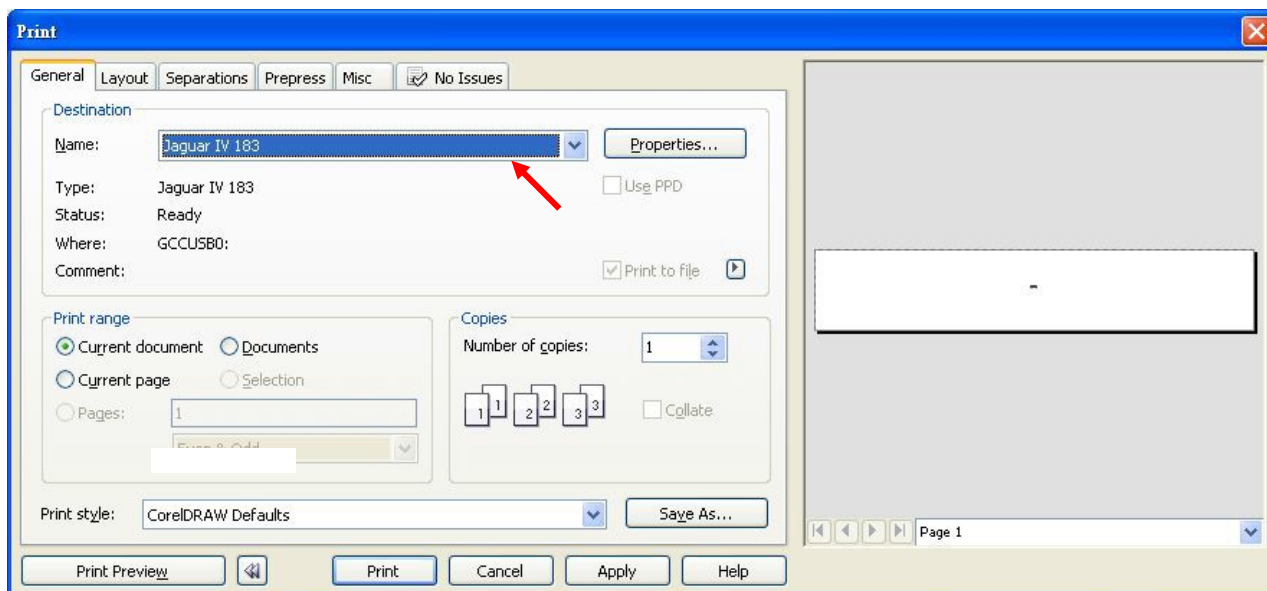 Print
General Layout Separations Prepress Misc No Issues
Destination
Name: Jaguar IV 183 Properties...
Type: Jaguar IV 183 Use PPD
Status: Ready
Where: GCCUSB0:
Comment: Print to file
Print range
Current document Documents
Current page Selection
Pages: 1
Copies
Number of copies: 1
1 1 2 2 3 3 Collate
Print style: CorelDRAW Defaults Save As...
Page 1
Print Preview Print Cancel Apply Help